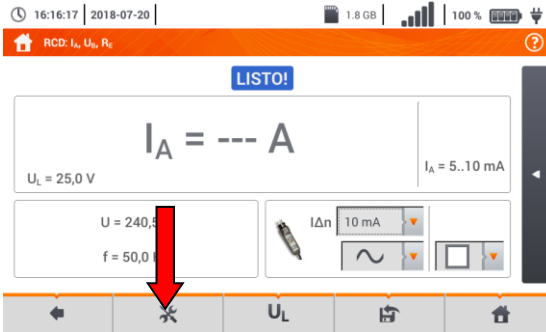 16:16:17 2018-07-20 1.8 GB 100 %
RCD: IA, UB, RE ?
LISTO!
IA = --- A
UL = 25,0 V
IA = 5..10 mA
U = 240,5
f = 50,0
IΔn 10 mA
UL